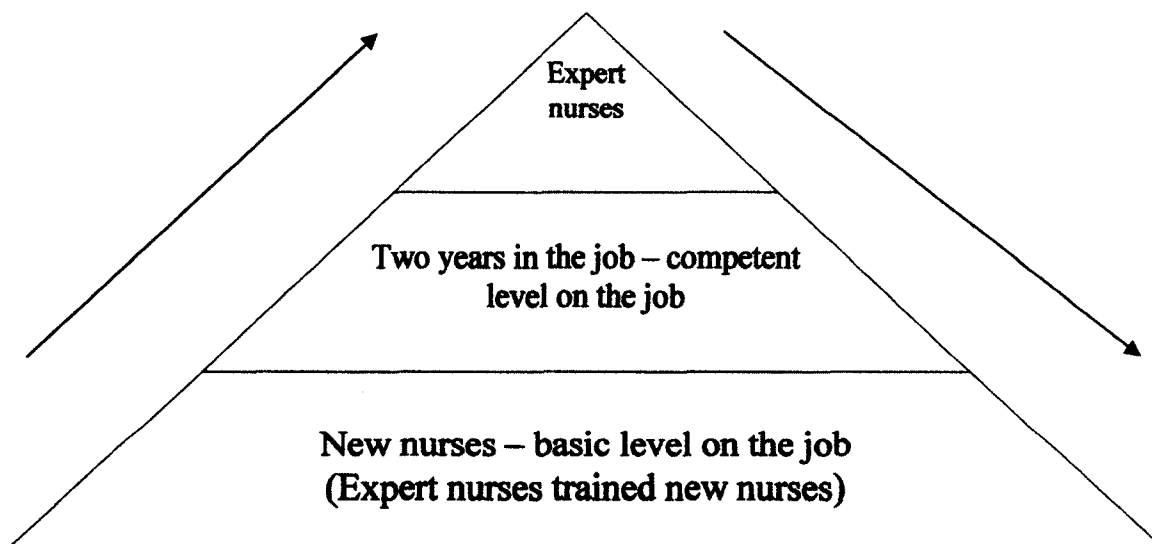 Expert
nurses
Two years in the job – competent
level on the job
New nurses – basic level on the job
(Expert nurses trained new nurses)